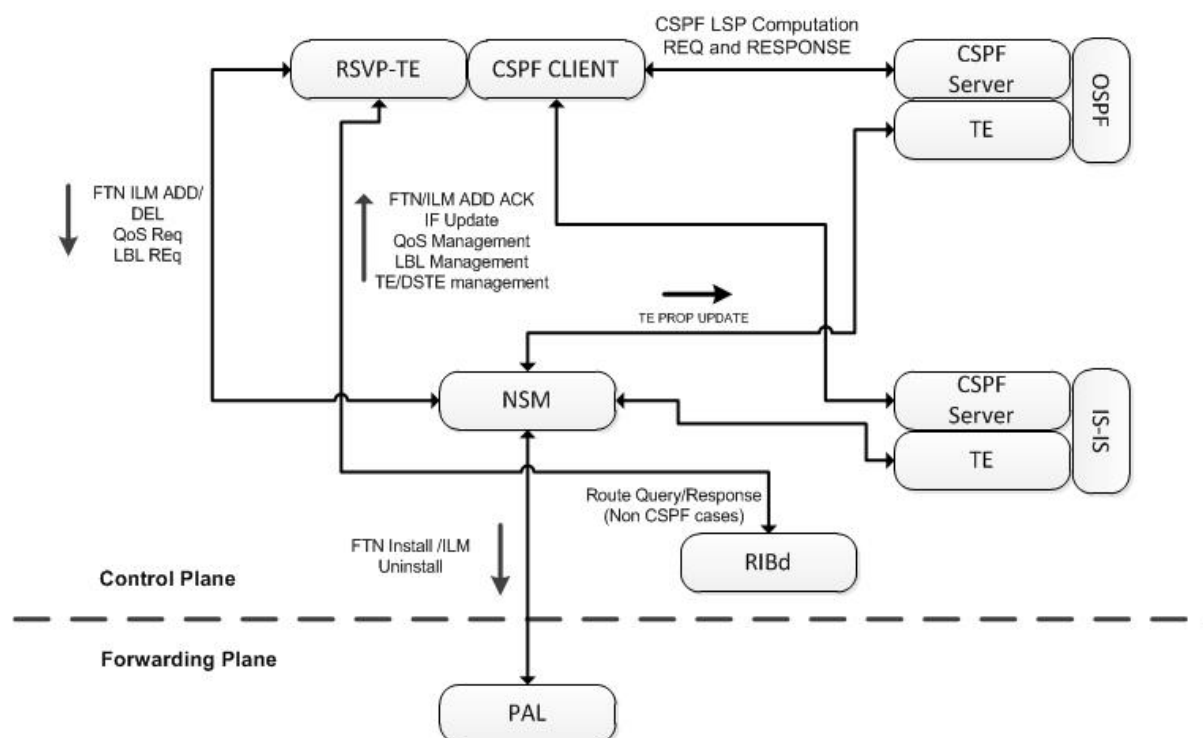 CSPF LSP Computation
REQ and RESPONSE
RSVP-TE
CSPF CLIENT
CSPF
Server
OSPF
TE
FTN ILM ADD/
DEL
QoS Req
LBL REq
FTN/ILM ADD ACK
IF Update
QoS Management
LBL Management
TE/DSTE management
TE PROP UPDATE
NSM
CSPF
Server
IS-IS
TE
Route Query/Response
(Non CSPF cases)
FTN Install /ILM
Uninstall
RIBd
Control Plane
Forwarding Plane
PAL